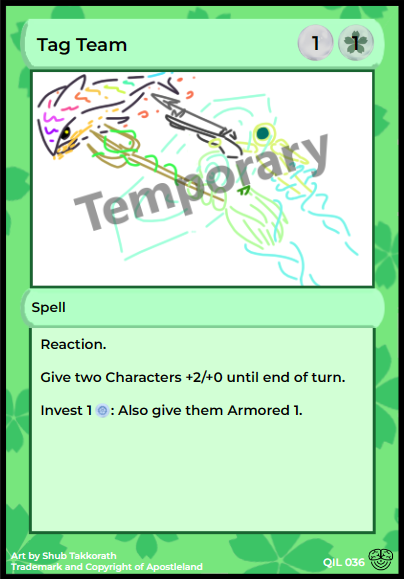 Tag Team 1 1
Temporary
Spell
Reaction.
Give two Characters +2/+0 until end of turn.
Invest 1 : Also give them Armored 1.
Art by Shub Takkorath
Trademark and Copyright of Apostleland
QIL 036